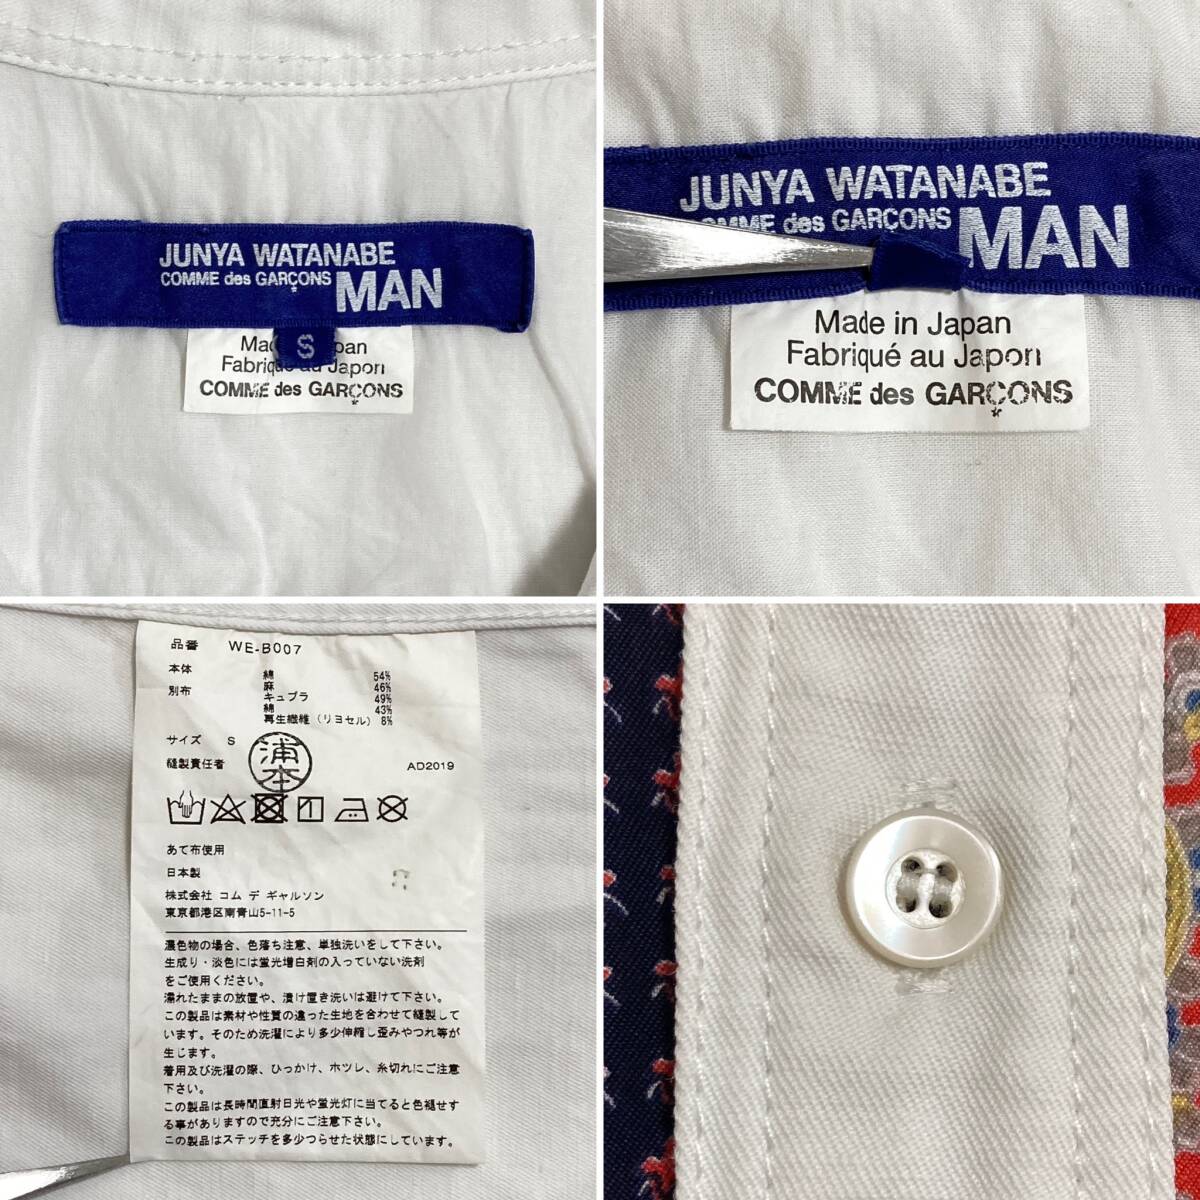 JUNYA WATANABE
COMME des GARÇONS MAN
S
Fabriqué au Japon
COMME des GARÇONS
JUNYA WATANABE
COMME des GARÇONS MAN
Made in Japan
Fabriqué au Japon
COMME des GARÇONS
品番 WE-B007
本体 綿 54%
麻 46%
別布 キュプラ 49%
綿 43%
再生繊維(リヨセル) 8%
サイズ S
縫製責任者 浦 AD2019
あて布使用
日本製
株式会社 コム デ ギャルソン
東京都港区南青山5-11-5
濃色物の場合、色落ち注意、単独洗いをして下さい。
生成り・淡色には蛍光増白剤の入っていない洗剤
をご使用ください。
濡れたままの放置や、漬け置き洗いは避けて下さい。
この製品は素材や性質の違った生地を合わせて縫製して
います。そのため洗濯により多少伸縮し歪みやつれ等が
生じます。
着用及び洗濯の際、ひっかけ、ホツレ、糸切れにご注意
下さい。
この製品は長時間直射日光や蛍光灯に当てると色褪せす
る事がありますので充分にご注意下さい。
この製品はステッチを多少つらせた状態にしています。